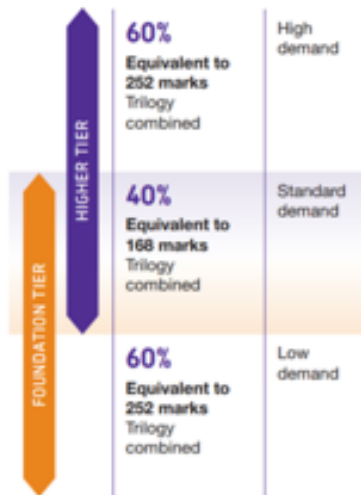 60%
High
demand
Equivalent to
252 marks
Trilogy
combined
HIGHER TIER
40%
Standard
demand
Equivalent to
168 marks
Trilogy
combined
FOUNDATION TIER
60%
Low
demand
Equivalent to
252 marks
Trilogy
combined